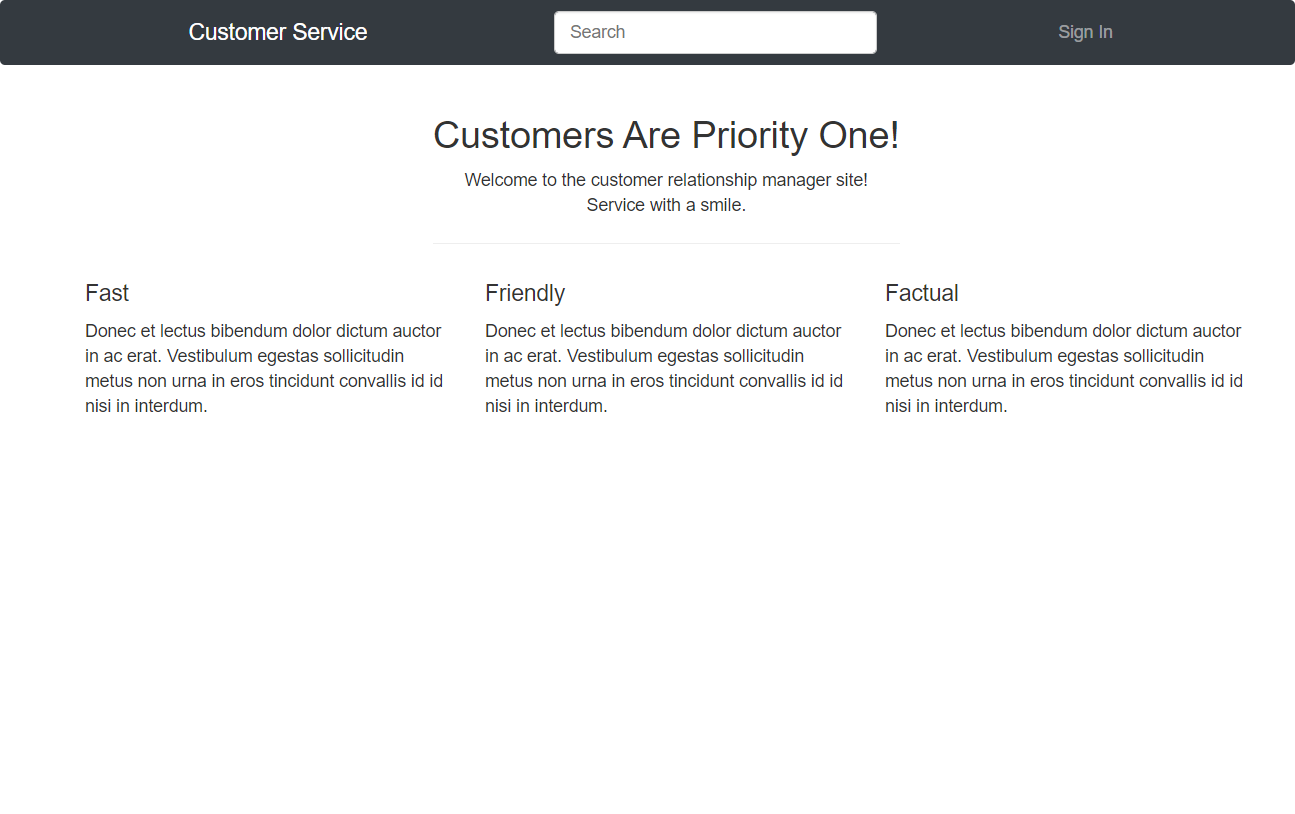 Customer Service
Search
Sign In
Customers Are Priority One!
Welcome to the customer relationship manager site!
Service with a smile.
Fast
Donec et lectus bibendum dolor dictum auctor
in ac erat. Vestibulum egestas sollicitudin
metus non urna in eros tincidunt convallis id id
nisi in interdum.
Friendly
Donec et lectus bibendum dolor dictum auctor
in ac erat. Vestibulum egestas sollicitudin
metus non urna in eros tincidunt convallis id id
nisi in interdum.
Factual
Donec et lectus bibendum dolor dictum auctor
in ac erat. Vestibulum egestas sollicitudin
metus non urna in eros tincidunt convallis id id
nisi in interdum.